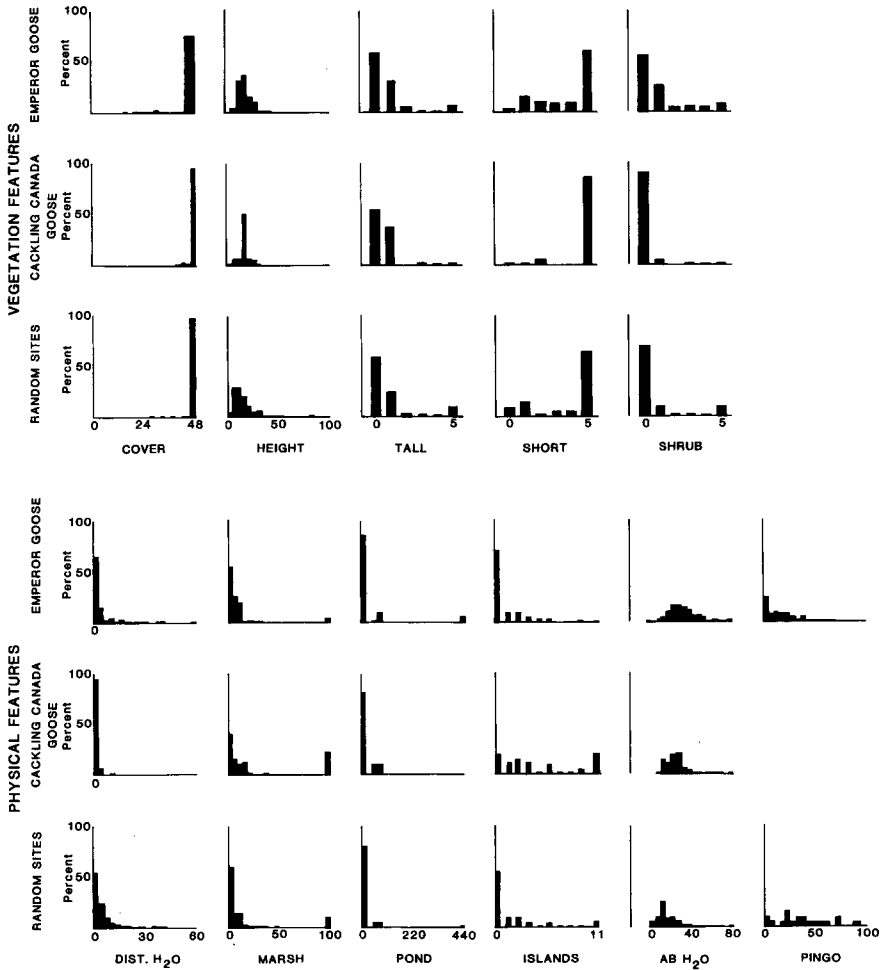 VEGETATION FEATURES
EMPEROR GOOSE
Percent
100
50
CACKLING CANADA
GOOSE
Percent
100
50
RANDOM SITES
Percent
100
50
0 24 48 0 50 100 0 5 0 5 0 5
COVER HEIGHT TALL SHORT SHRUB
PHYSICAL FEATURES
EMPEROR GOOSE
Percent
100
50
0
CACKLING CANADA
GOOSE
Percent
100
50
0
RANDOM SITES
Percent
100
50
0 30 60 0 50 100 0 220 440 0 11 0 40 80 0 50 100
DIST. H₂O MARSH POND ISLANDS AB H₂O PINGO